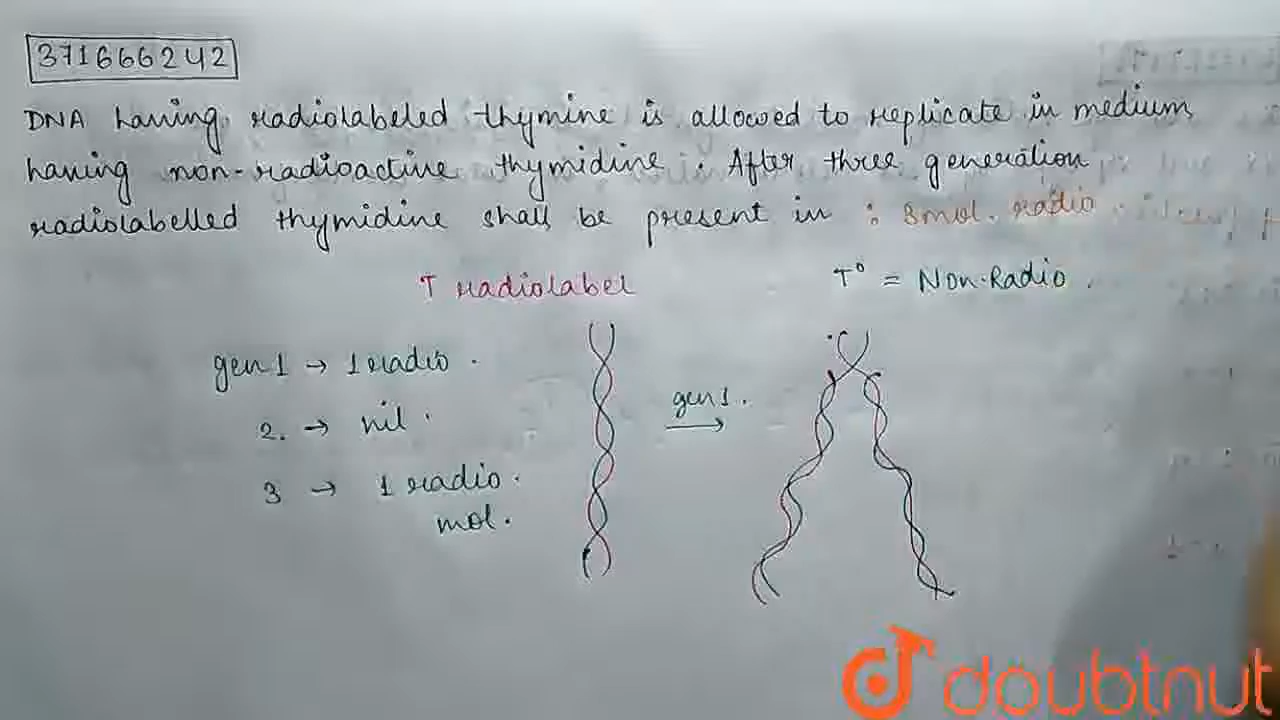 371666242
DNA having radiolabeled thymine is allowed to replicate in medium
having non-radioactive thymidine. After three generation
radiolabelled thymidine shall be present in : 8mol. radio
T radiolabel
T° = Non-Radio.
gen 1 → 1 radio.
2. → nil.
3 → 1 radio.
mol.
gen 1.
doubtnut